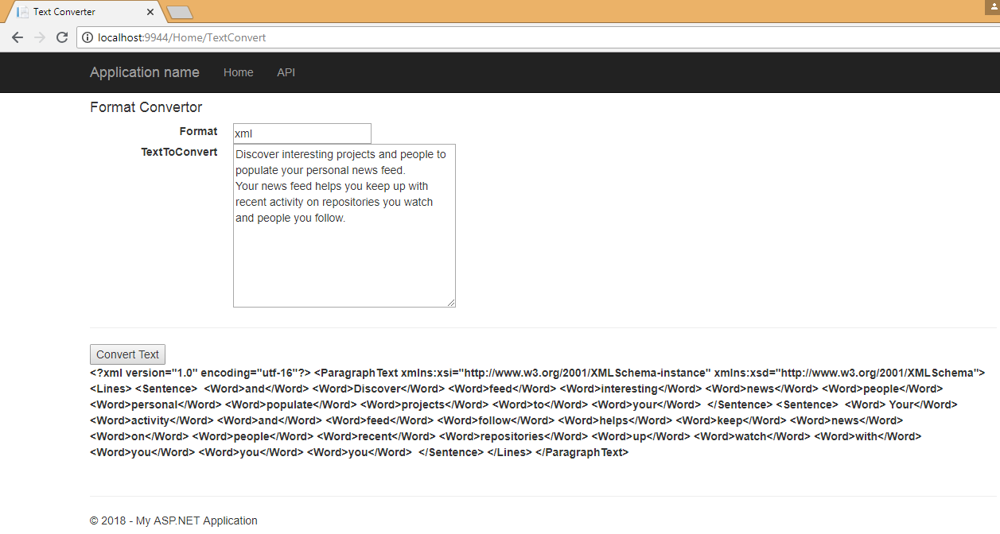 Text Converter
localhost:9944/Home/TextConvert
Application name Home API
Format Convertor
Format xml
TextToConvert Discover interesting projects and people to
populate your personal news feed.
Your news feed helps you keep up with
recent activity on repositories you watch
and people you follow.
Convert Text
<?xml version="1.0" encoding="utf-16"?> <ParagraphText xmlns:xsi="http://www.w3.org/2001/XMLSchema-instance" xmlns:xsd="http://www.w3.org/2001/XMLSchema">
<Lines> <Sentence> <Word>and</Word> <Word>Discover</Word> <Word>feed</Word> <Word>interesting</Word> <Word>news</Word> <Word>people</Word>
<Word>personal</Word> <Word>populate</Word> <Word>projects</Word> <Word>to</Word> <Word>your</Word> </Sentence> <Sentence> <Word> Your</Word>
<Word>activity</Word> <Word>and</Word> <Word>feed</Word> <Word>follow</Word> <Word>helps</Word> <Word>keep</Word> <Word>news</Word>
<Word>on</Word> <Word>people</Word> <Word>recent</Word> <Word>repositories</Word> <Word>up</Word> <Word>watch</Word> <Word>with</Word>
<Word>you</Word> <Word>you</Word> <Word>you</Word> </Sentence> </Lines> </ParagraphText>
© 2018 - My ASP.NET Application